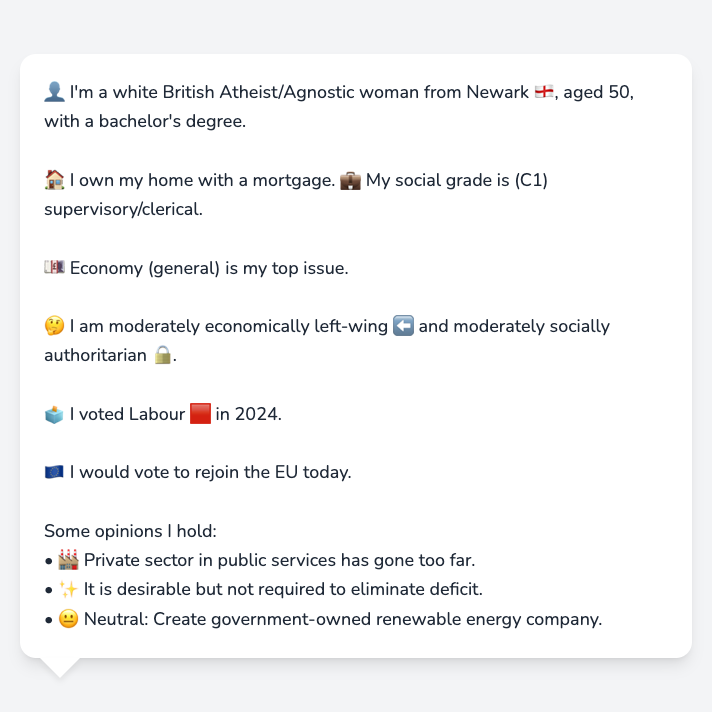 👤 I'm a white British Atheist/Agnostic woman from Newark 🏴󠁧󠁢󠁥󠁮󠁧󠁿, aged 50,
with a bachelor's degree.
🏠 I own my home with a mortgage. 💼 My social grade is (C1)
supervisory/clerical.
💷 Economy (general) is my top issue.
🤔 I am moderately economically left-wing ⬅️ and moderately socially
authoritarian 🔒.
🗳️ I voted Labour 🟥 in 2024.
🇪🇺 I would vote to rejoin the EU today.
Some opinions I hold:
• 🏭 Private sector in public services has gone too far.
• ✨ It is desirable but not required to eliminate deficit.
• 😐 Neutral: Create government-owned renewable energy company.